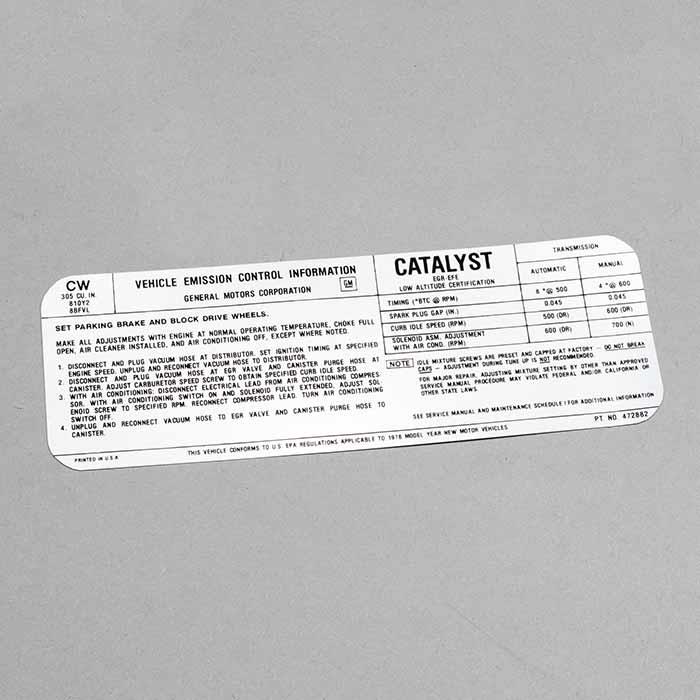 CW
305 CU. IN.
810Y2
8BFVL
VEHICLE EMISSION CONTROL INFORMATION
GENERAL MOTORS CORPORATION
GM
CATALYST
EGR-EFE
LOW ALTITUDE CERTIFICATION
TRANSMISSION
AUTOMATIC MANUAL
TIMING (°BTC @ RPM) 8 °@ 500 4 °@ 600
SPARK PLUG GAP (IN.) 0.045 0.045
CURB IDLE SPEED (RPM) 500 (DR) 600 (DR)
SOLENOID ASM. ADJUSTMENT
WITH AIR COND. (RPM) 600 (DR) 700 (N)
SET PARKING BRAKE AND BLOCK DRIVE WHEELS.
MAKE ALL ADJUSTMENTS WITH ENGINE AT NORMAL OPERATING TEMPERATURE, CHOKE FULL
OPEN, AIR CLEANER INSTALLED, AND AIR CONDITIONING OFF, EXCEPT WHERE NOTED.
1. DISCONNECT AND PLUG VACUUM HOSE AT DISTRIBUTOR. SET IGNITION TIMING AT SPECIFIED
ENGINE SPEED. UNPLUG AND RECONNECT VACUUM HOSE TO DISTRIBUTOR.
2. DISCONNECT AND PLUG VACUUM HOSE AT EGR VALVE AND CANISTER PURGE HOSE AT
CANISTER. ADJUST CARBURETOR SPEED SCREW TO OBTAIN SPECIFIED CURB IDLE SPEED.
3. WITH AIR CONDITIONING: DISCONNECT ELECTRICAL LEAD FROM AIR CONDITIONING COMPRES
SOR. WITH AIR CONDITIONING SWITCH ON AND SOLENOID FULLY EXTENDED, ADJUST SOL-
ENOID SCREW TO SPECIFIED RPM. RECONNECT COMPRESSOR LEAD. TURN AIR CONDITIONING
SWITCH OFF.
4. UNPLUG AND RECONNECT VACUUM HOSE TO EGR VALVE AND CANISTER PURGE HOSE TO
CANISTER.
NOTE IDLE MIXTURE SCREWS ARE PRESET AND CAPPED AT FACTORY — DO NOT BREAK
CAPS — ADJUSTMENT DURING TUNE UP IS NOT RECOMMENDED.
FOR MAJOR REPAIR, ADJUSTING MIXTURE SETTING BY OTHER THAN APPROVED
SERVICE MANUAL PROCEDURE MAY VIOLATE FEDERAL AND/OR CALIFORNIA OR
OTHER STATE LAWS.
SEE SERVICE MANUAL AND MAINTENANCE SCHEDULE FOR ADDITIONAL INFORMATION
PRINTED IN U.S.A.
THIS VEHICLE CONFORMS TO U.S. EPA REGULATIONS APPLICABLE TO 1978 MODEL YEAR NEW MOTOR VEHICLES.
PT. NO. 472882